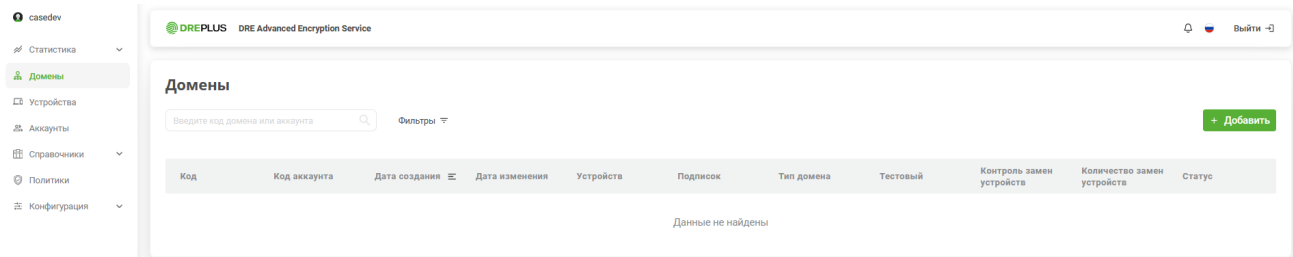 casedev
Статистика
Домены
Устройства
Аккаунты
Справочники
Политики
Конфигурация
DREPLUS DRE Advanced Encryption Service
Выйти
Домены
Введите код домена или аккаунта
Фильтры
+ Добавить
Код
Код аккаунта
Дата создания
Дата изменения
Устройств
Подписок
Тип домена
Тестовый
Контроль замен
устройств
Количество замен
устройств
Статус
Данные не найдены